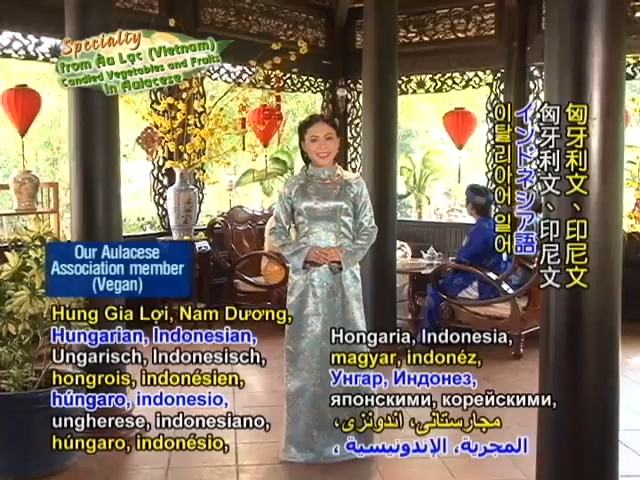 Specialty
from Âu Lạc (Vietnam)
Candied Vegetables and Fruits
in Aulacese
Our Aulacese
Association member
(Vegan)
Hùng Gia Lợi, Nam Dương,
Hungarian, Indonesian,
Ungarisch, Indonesisch,
hongrois, indonésien,
húngaro, indonesio,
ungherese, indonesiano,
húngaro, indonésio,
Hongaria, Indonesia,
magyar, indonéz,
Унгар, Индонез,
японскими, корейскими,
مجارستانی، اندونزی،
المجرية، الإندونيسية ،
匈牙利文、印尼文
匈牙利文、印尼文
インドネシア語
이탈리아어 일어